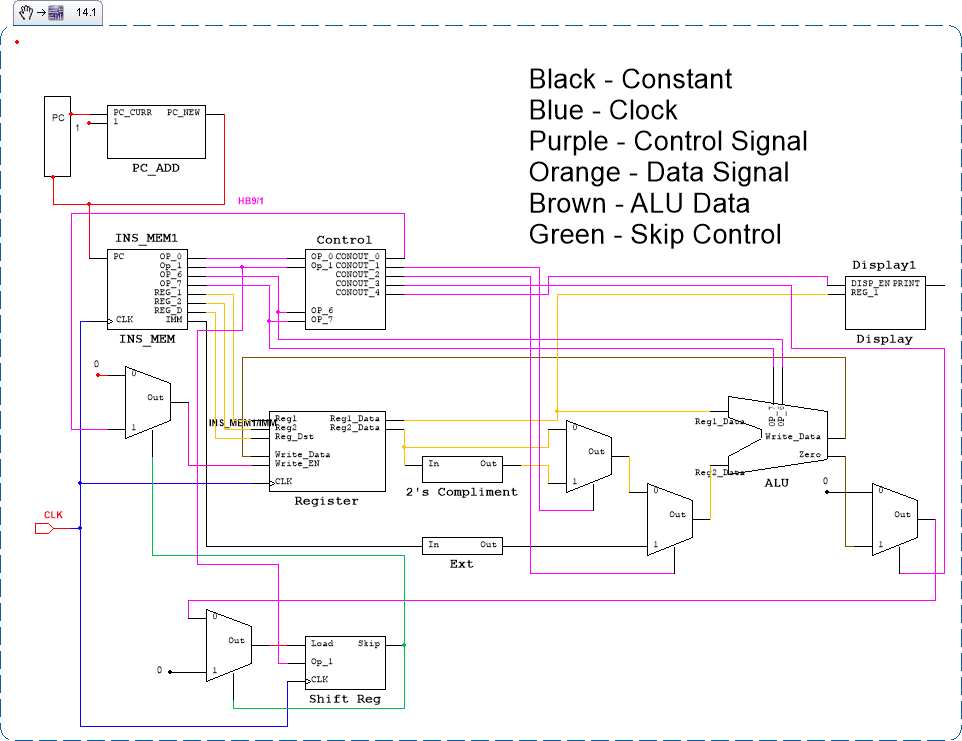 14.1
Black - Constant
Blue - Clock
Purple - Control Signal
Orange - Data Signal
Brown - ALU Data
Green - Skip Control
PC
1
PC_CURR PC_NEW
1
PC_ADD
HB9/1
INS_MEM1
PC
OP_0
Op_1
OP_6
OP_7
REG_1
REG_2
REG_D
IMM
CLK
INS_MEM
Control
OP_0 CONOUT_0
Op_1 CONOUT_1
CONOUT_2
CONOUT_3
CONOUT_4
OP_6
OP_7
Display1
DISP_EN PRINT
REG_1
Display
0
0
Out
1
INS_MEM1/IMM
Reg1 Reg1_Data
Reg2 Reg2_Data
Reg_Dst
Write_Data
Write_EN
CLK
Register
In Out
2's Compliment
0
Out
1
0
Out
1
In Out
Ext
OP_7
OP_6
Reg1_Data
Write_Data
Zero
Reg2_Data
ALU
0
0
Out
1
CLK
0
Out
1
0
Load Skip
Op_1
CLK
Shift Reg